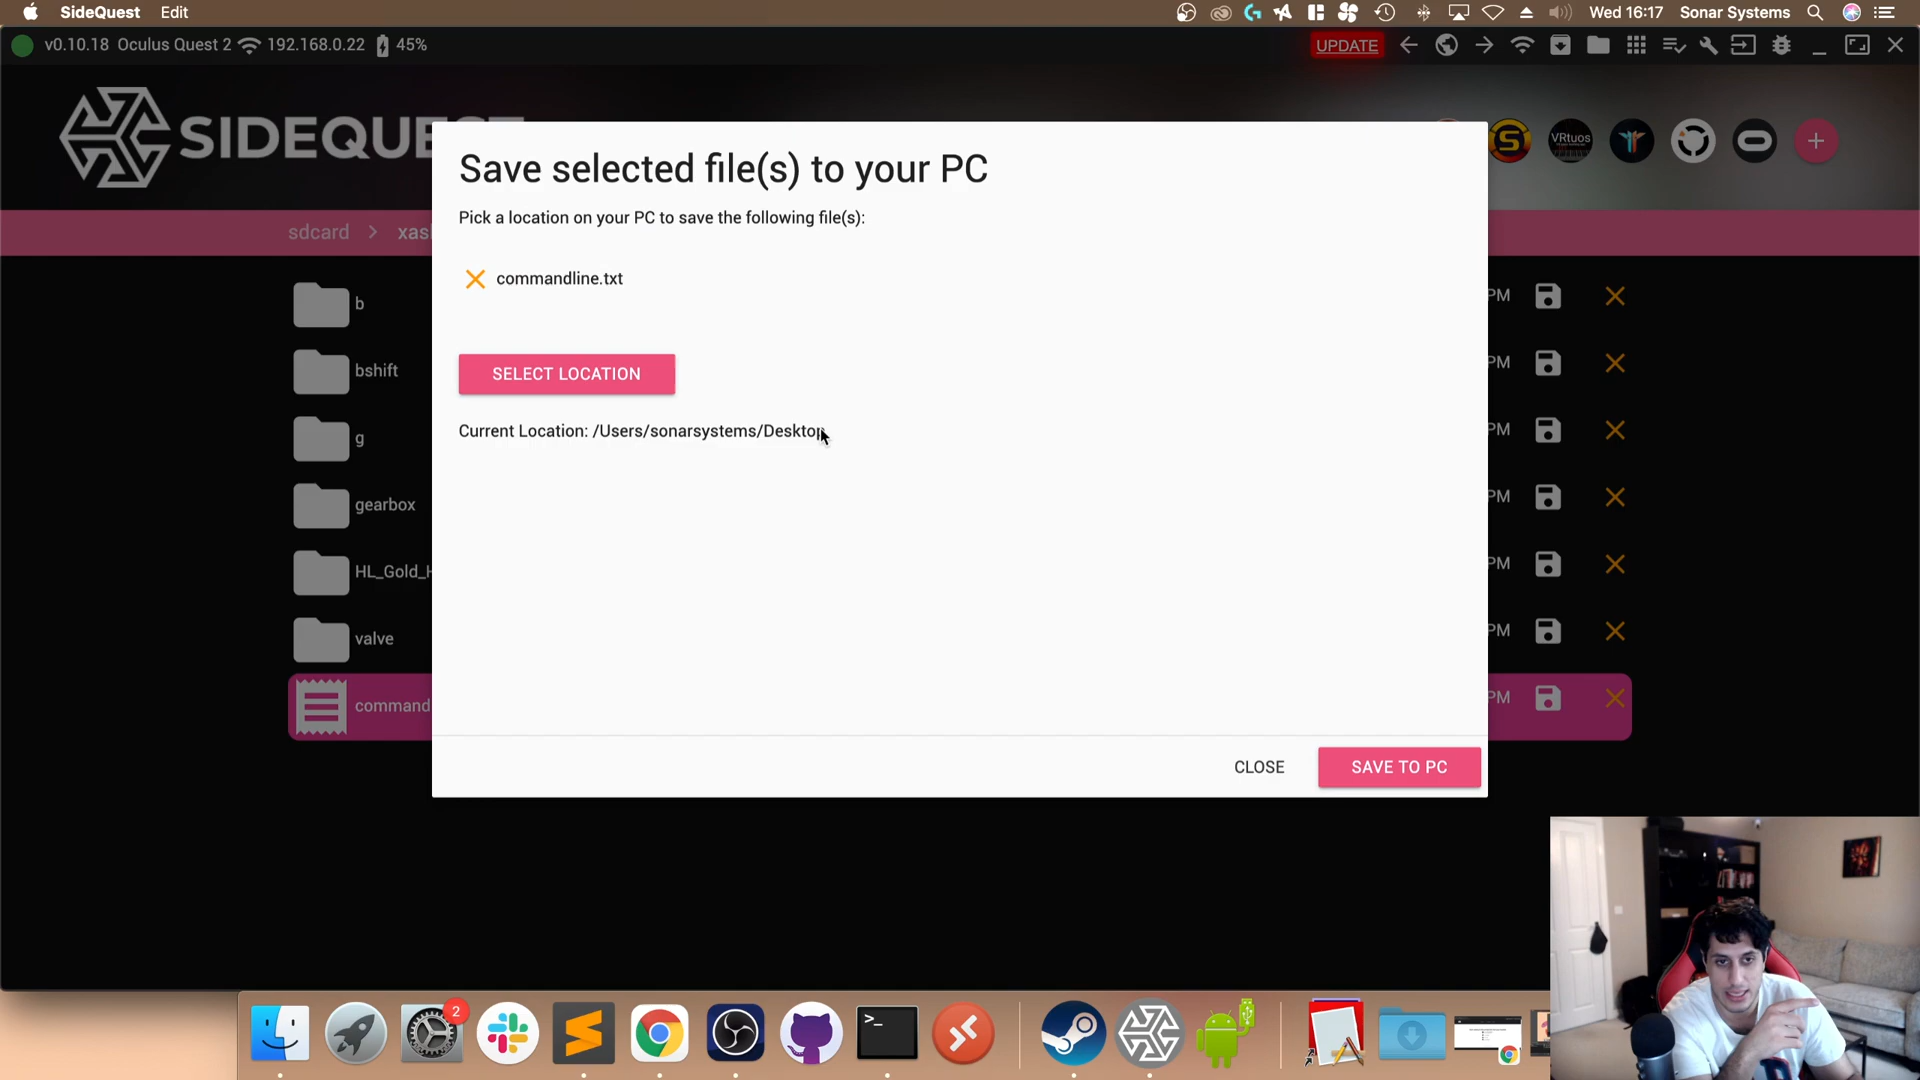 SideQuest Edit Wed 16:17 Sonar Systems
v0.10.18 Oculus Quest 2 192.168.0.22 45% UPDATE
SIDEQUE
VRtuos
Save selected file(s) to your PC
Pick a location on your PC to save the following file(s):
sdcard > xas
commandline.txt
b PM
bshift PM
SELECT LOCATION
Current Location: /Users/sonarsystems/Desktop
g PM
gearbox PM
HL_Gold_H PM
valve PM
command PM
CLOSE SAVE TO PC
2
>_